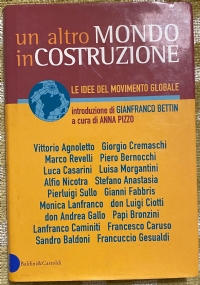 un altro MONDO
in COSTRUZIONE
LE IDEE DEL MOVIMENTO GLOBALE
introduzione di GIANFRANCO BETTIN
a cura di ANNA PIZZO
Vittorio Agnoletto Giorgio Cremaschi
Marco Revelli Piero Bernocchi
Luca Casarini Luisa Morgantini
Alfio Nicotra Stefano Anastasia
Pierluigi Sullo Gianni Fabbris
Monica Lanfranco don Luigi Ciotti
don Andrea Gallo Papi Bronzini
Lanfranco Caminiti Francesco Caruso
Sandro Baldoni Francuccio Gesualdi
Baldini&Castoldi